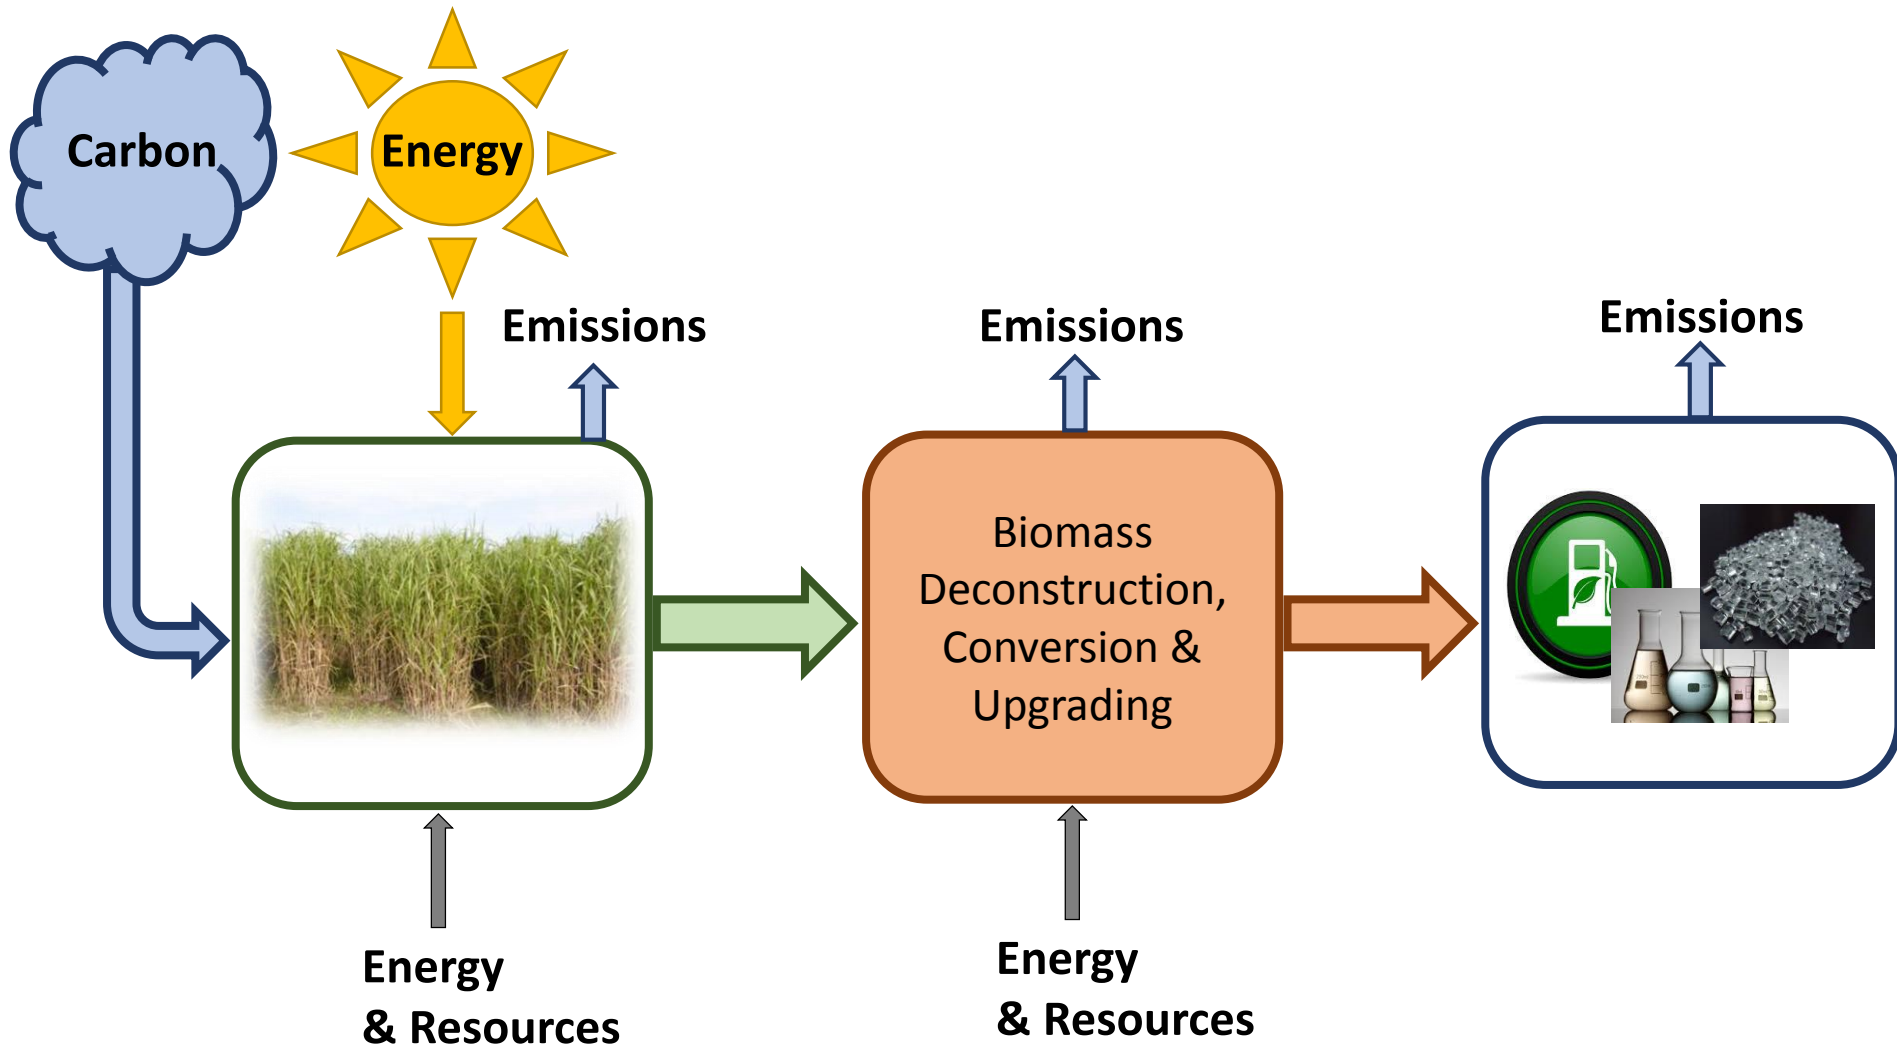 Carbon
Energy
Emissions
Emissions
Emissions
Biomass
Deconstruction,
Conversion &
Upgrading
Energy
& Resources
Energy
& Resources